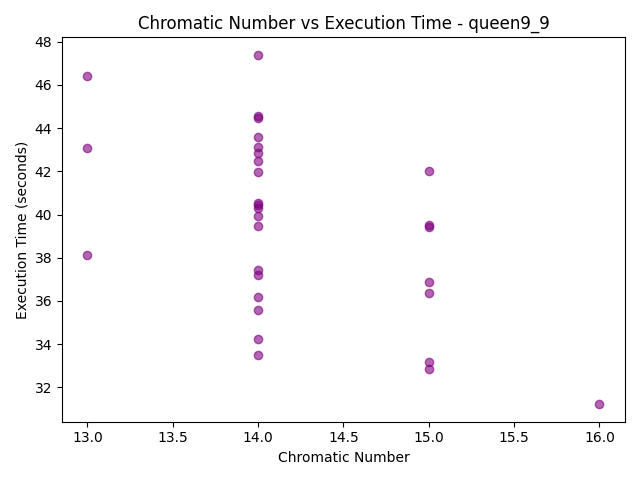 Chromatic Number vs Execution Time - queen9_9
Execution Time (seconds)
48
46
44
42
40
38
36
34
32
13.0 13.5 14.0 14.5 15.0 15.5 16.0
Chromatic Number